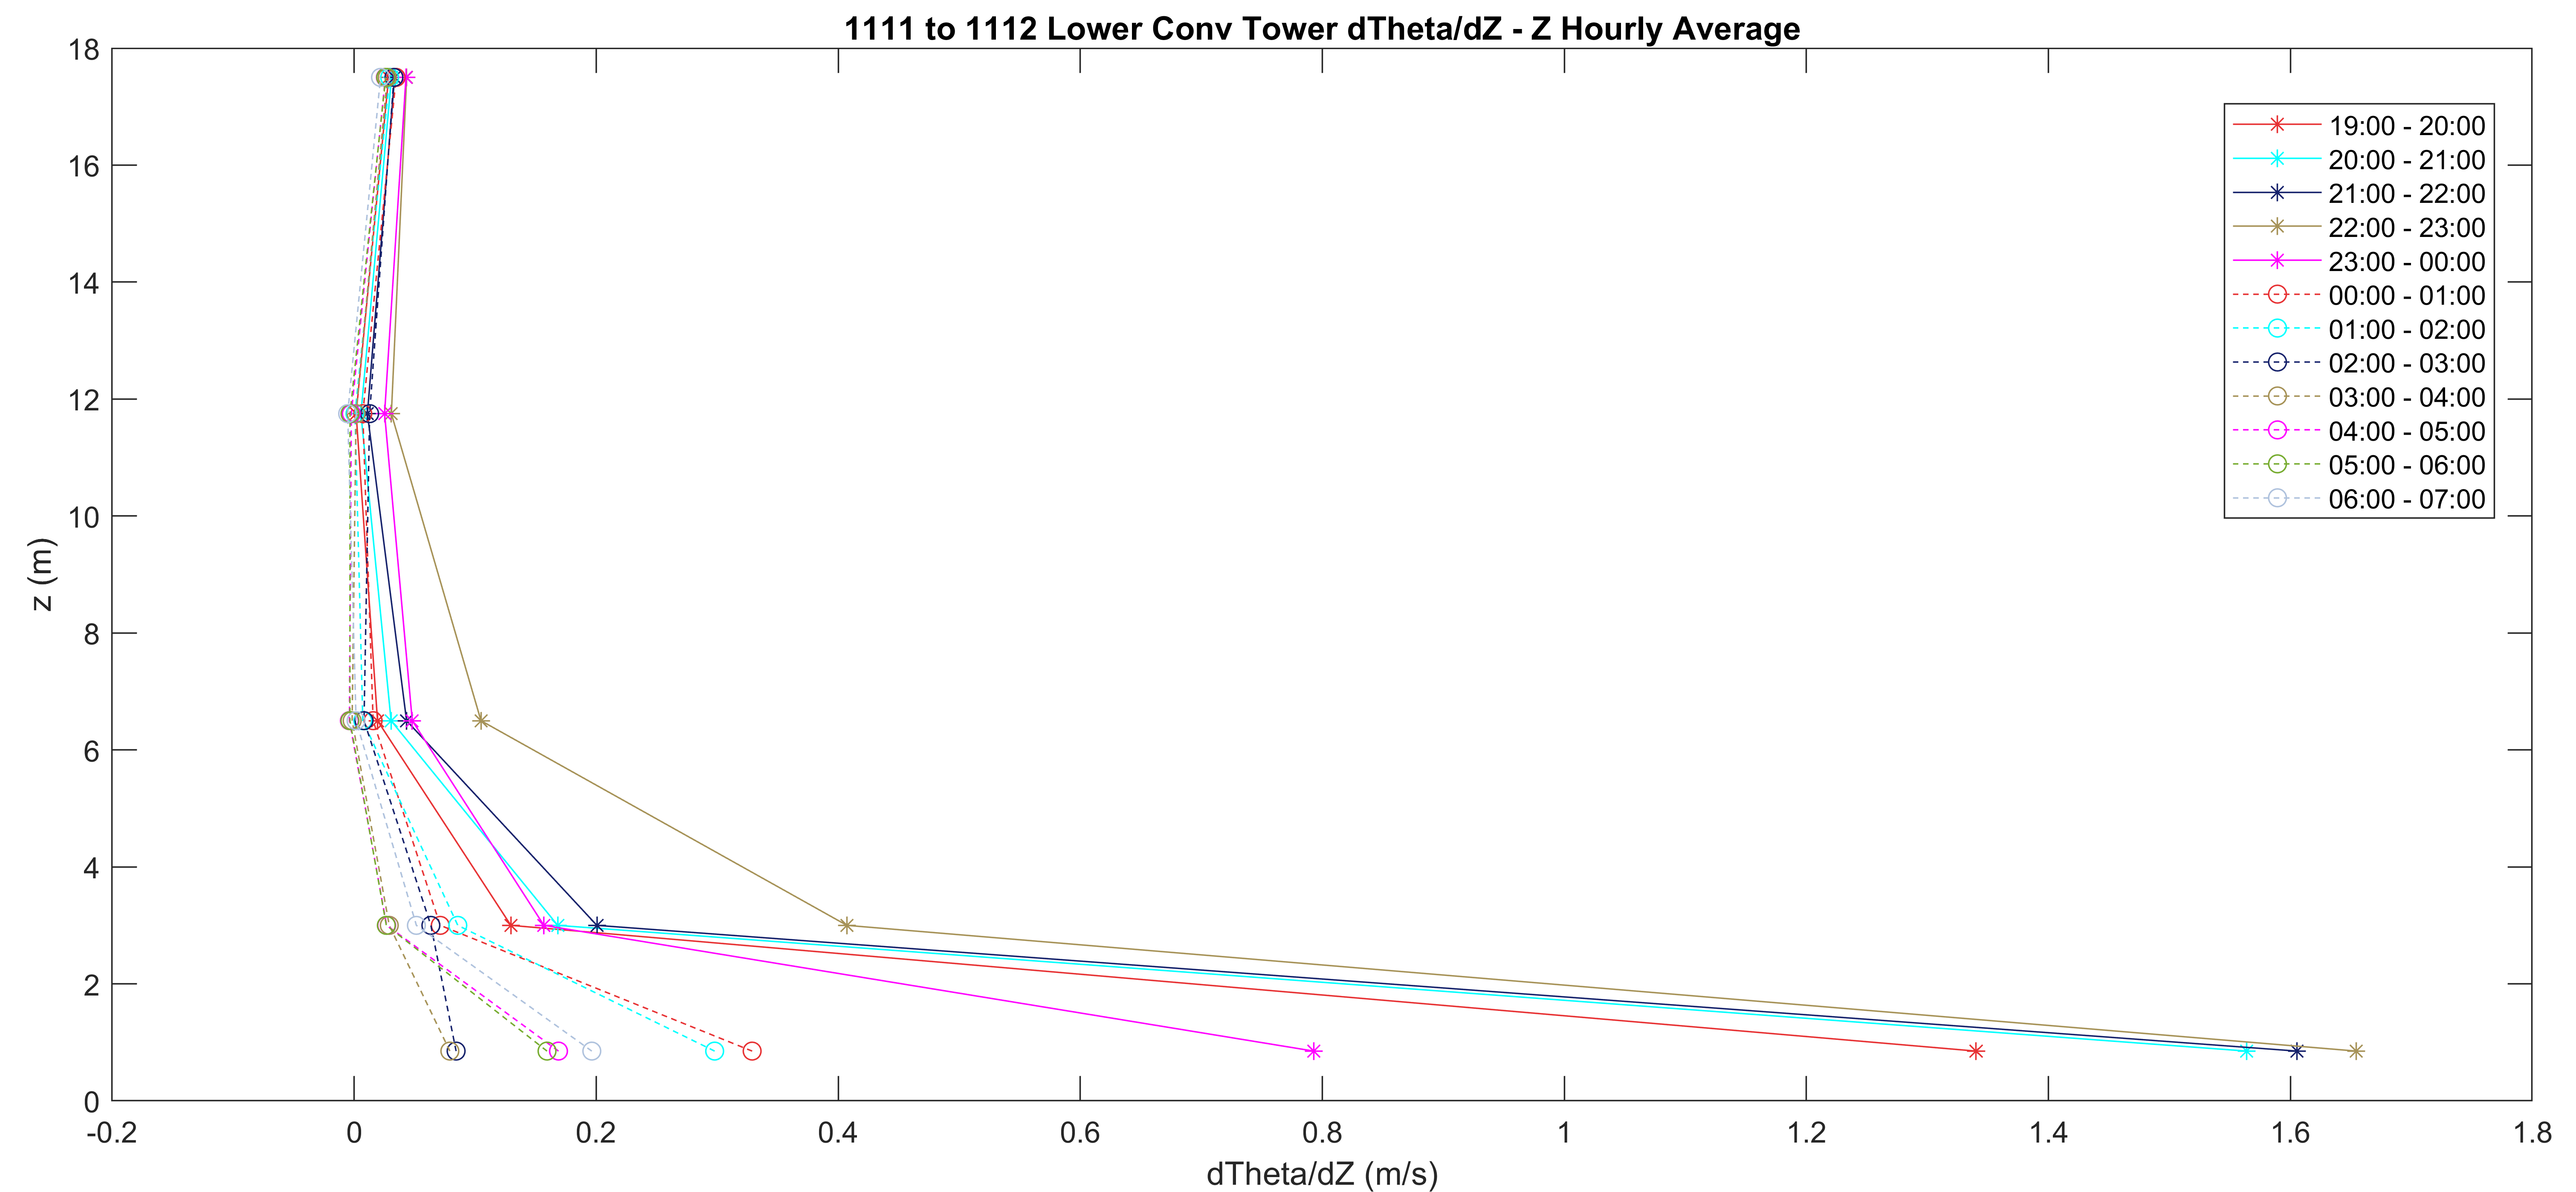 1111 to 1112 Lower Conv Tower dTheta/dZ - Z Hourly Average
18
16
14
12
10
8
6
4
2
0
z (m)
19:00 - 20:00
20:00 - 21:00
21:00 - 22:00
22:00 - 23:00
23:00 - 00:00
00:00 - 01:00
01:00 - 02:00
02:00 - 03:00
03:00 - 04:00
04:00 - 05:00
05:00 - 06:00
06:00 - 07:00
-0.2 0 0.2 0.4 0.6 0.8 1 1.2 1.4 1.6 1.8
dTheta/dZ (m/s)